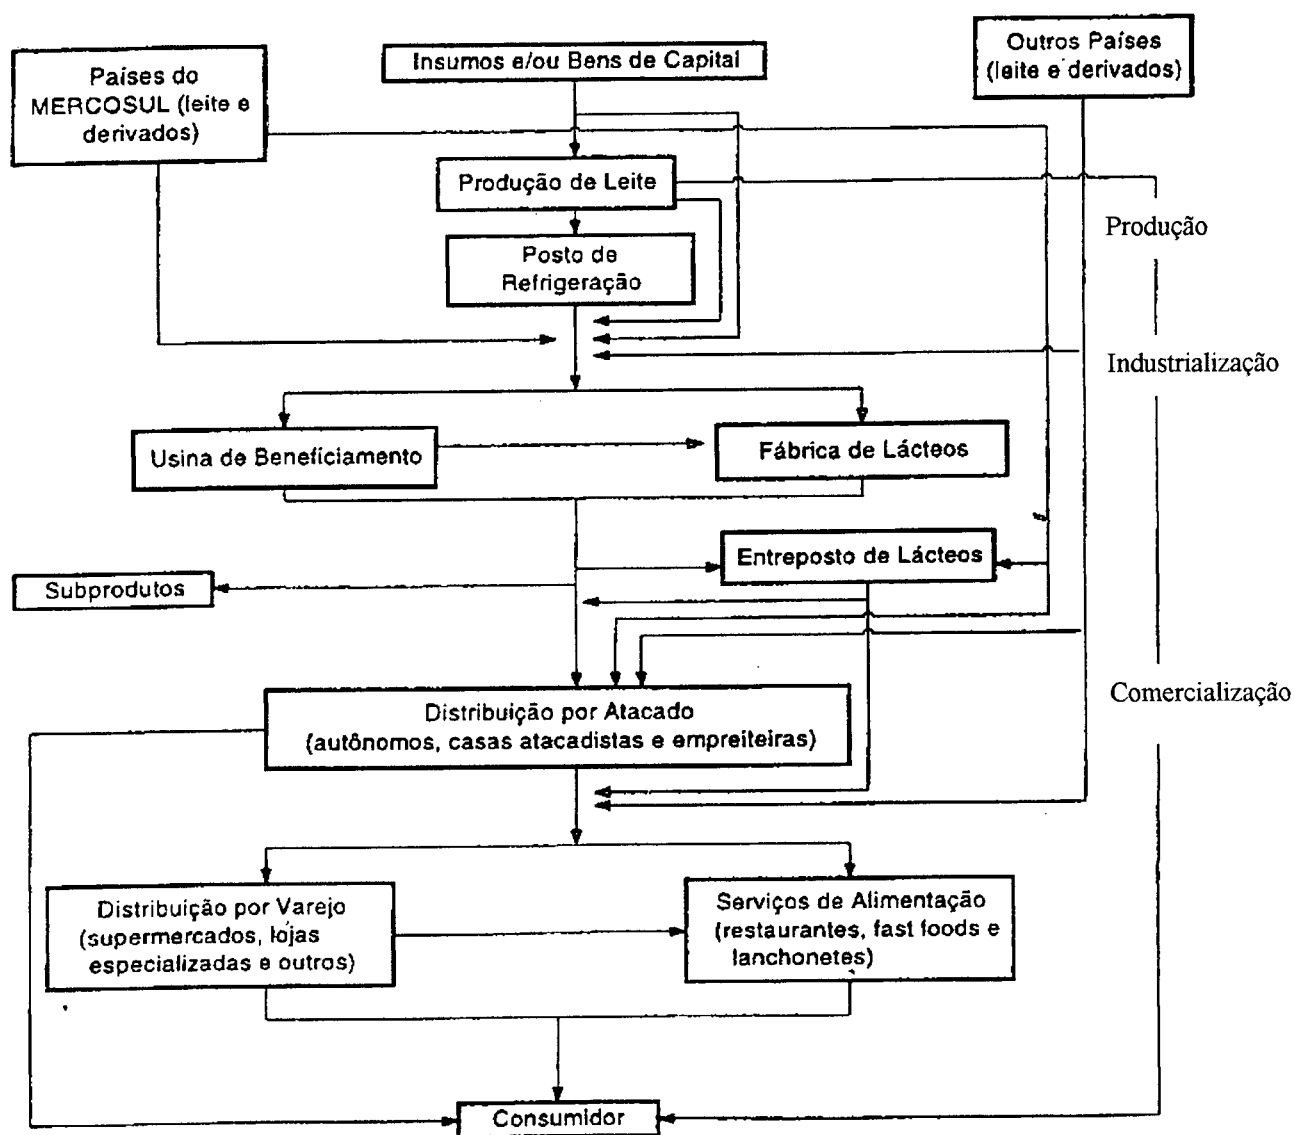 Outros Países
(leite e derivados)
Insumos e/ou Bens de Capital
Países do
MERCOSUL (leite e
derivados)
Produção de Leite
Produção
Posto de
Refrigeração
Industrialização
Usina de Beneficiamento
Fábrica de Lácteos
Entreposto de Lácteos
Subprodutos
Comercialização
Distribuição por Atacado
(autônomos, casas atacadistas e empreiteiras)
Distribuição por Varejo
(supermercados, lojas
especializadas e outros)
Serviços de Alimentação
(restaurantes, fast foods e
lanchonetes)
Consumidor